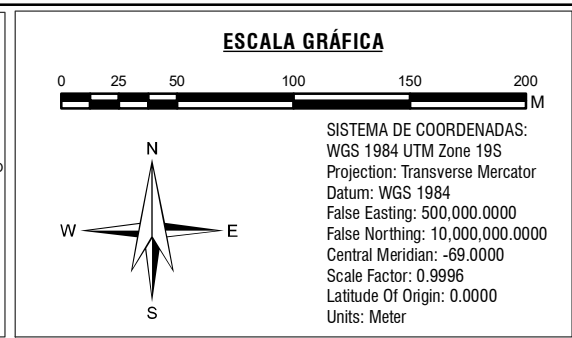 ESCALA GRÁFICA
0 25 50 100 150 200
M
SISTEMA DE COORDENADAS:
WGS 1984 UTM Zone 19S
Projection: Transverse Mercator
Datum: WGS 1984
False Easting: 500,000.0000
False Northing: 10,000,000.0000
Central Meridian: -69.0000
Scale Factor: 0.9996
Latitude Of Origin: 0.0000
Units: Meter
N
W E
S